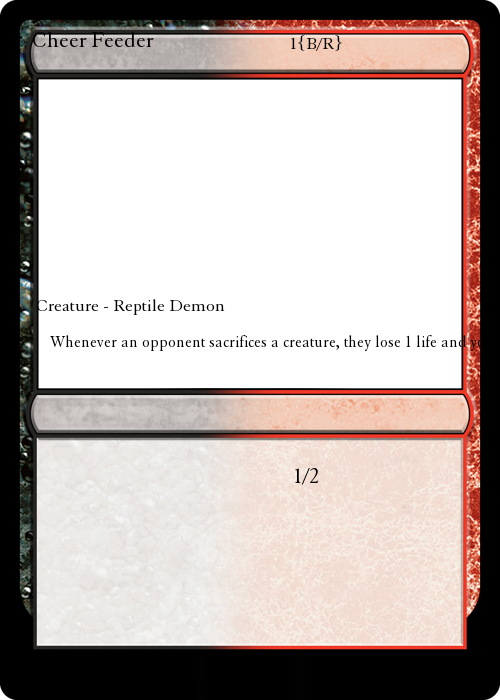 Cheer Feeder
1{B/R}
Creature - Reptile Demon
Whenever an opponent sacrifices a creature, they lose 1 life and
1/2